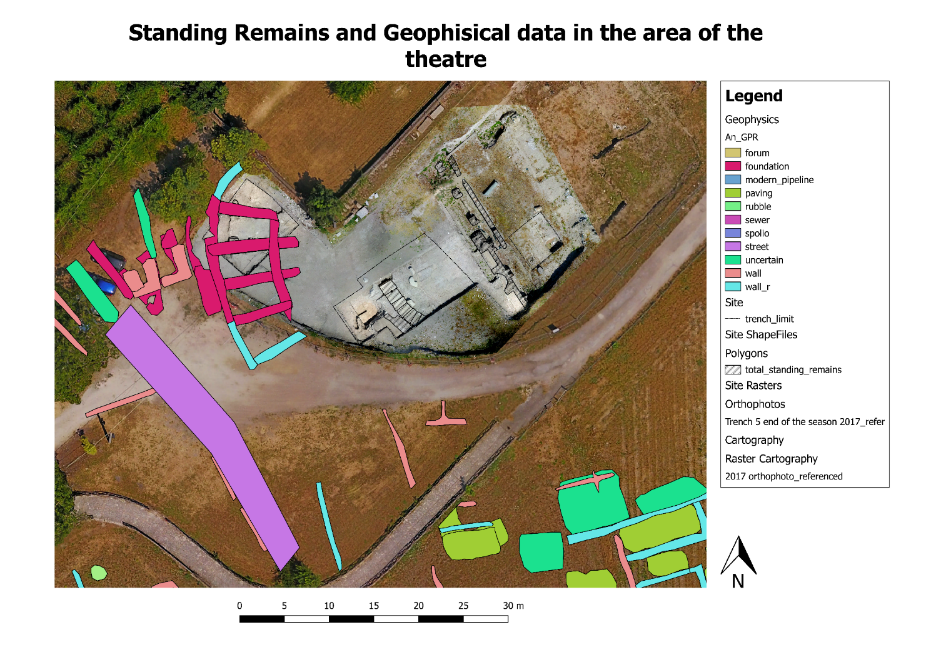 Standing Remains and Geophisical data in the area of the
theatre
Legend
Geophysics
An_GPR
forum
foundation
modern_pipeline
paving
rubble
sewer
spolio
street
uncertain
wall
wall_r
Site
trench_limit
Site ShapeFiles
Polygons
total_standing_remains
Site Rasters
Orthophotos
Trench 5 end of the season 2017_refer
Cartography
Raster Cartography
2017 orthophoto_referenced
N
0 5 10 15 20 25 30 m